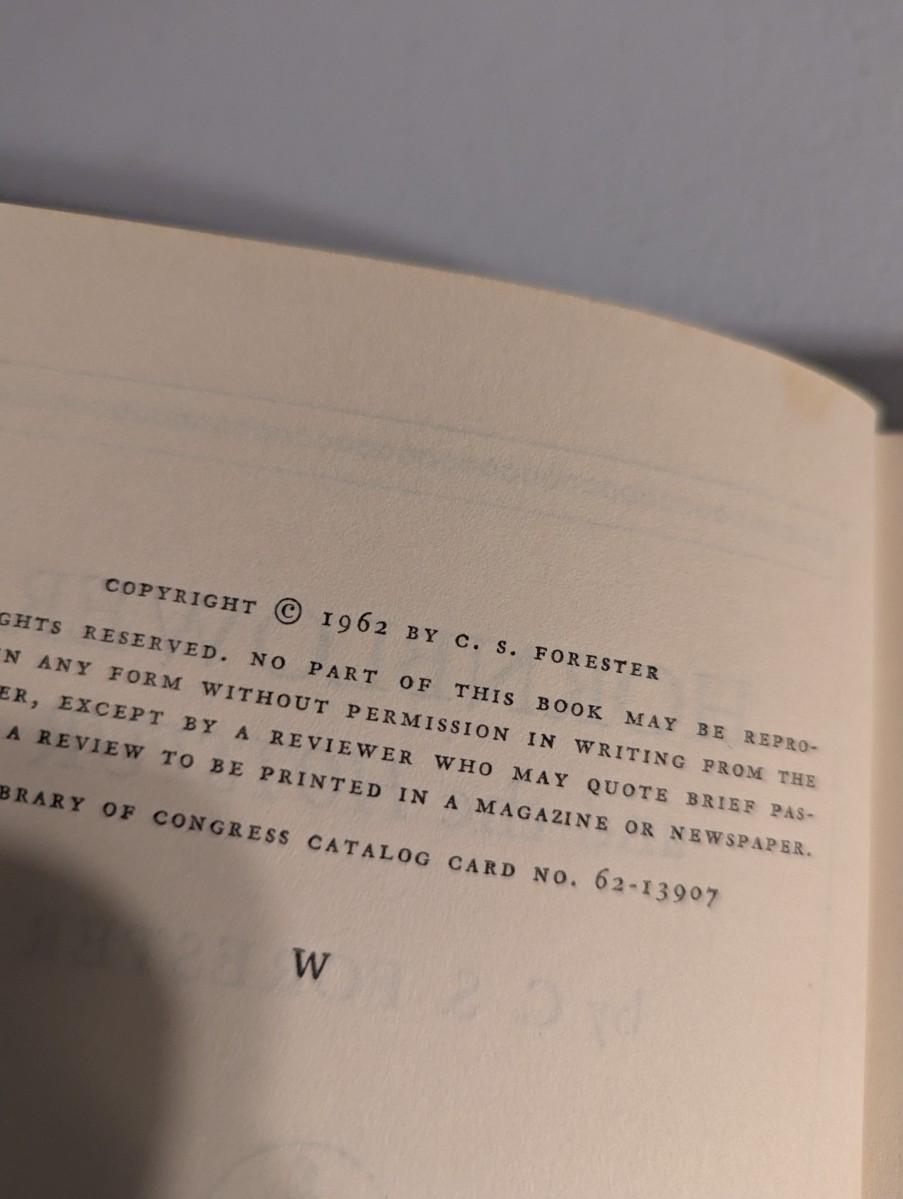 COPYRIGHT © 1962 BY C. S. FORESTER
GHTS RESERVED. NO PART OF THIS BOOK MAY BE REPRO-
N ANY FORM WITHOUT PERMISSION IN WRITING FROM THE
ER, EXCEPT BY A REVIEWER WHO MAY QUOTE BRIEF PAS-
A REVIEW TO BE PRINTED IN A MAGAZINE OR NEWSPAPER.
BRARY OF CONGRESS CATALOG CARD NO. 62-13907
W
by C. S. FORESTER